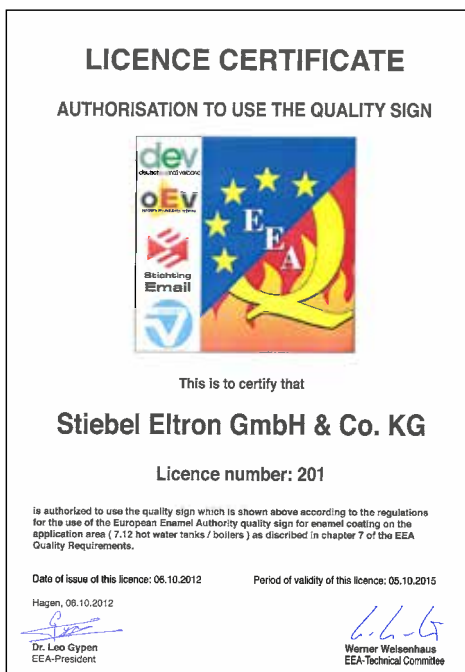 LICENCE CERTIFICATE
AUTHORISATION TO USE THE QUALITY SIGN
dev
oEv
Stichting
Email
EEA
This is to certify that
Stiebel Eltron GmbH & Co. KG
Licence number: 201
is authorized to use the quality sign which is shown above according to the regulations
for the use of the European Enamel Authority quality sign for enamel coating on the
application area ( 7.12 hot water tanks / boilers ) as discribed in chapter 7 of the EEA
Quality Requirements.
Date of issue of this licence: 06.10.2012 Period of validity of this licence: 05.10.2015
Hagen, 06.10.2012
Dr. Leo Gypen
EEA-President
Werner Weisenhaus
EEA-Technical Committee